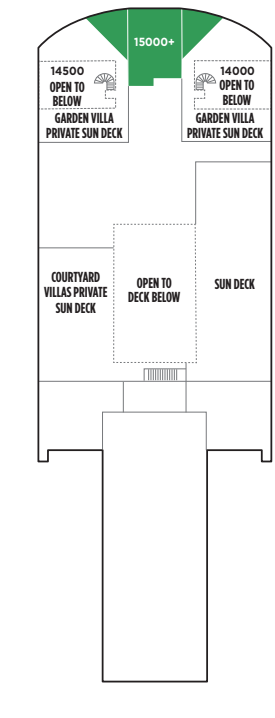 15000+
14500
OPEN TO
BELOW
GARDEN VILLA
PRIVATE SUN DECK
14000
OPEN TO
BELOW
GARDEN VILLA
PRIVATE SUN DECK
COURTYARD
VILLAS PRIVATE
SUN DECK
OPEN TO
DECK BELOW
SUN DECK